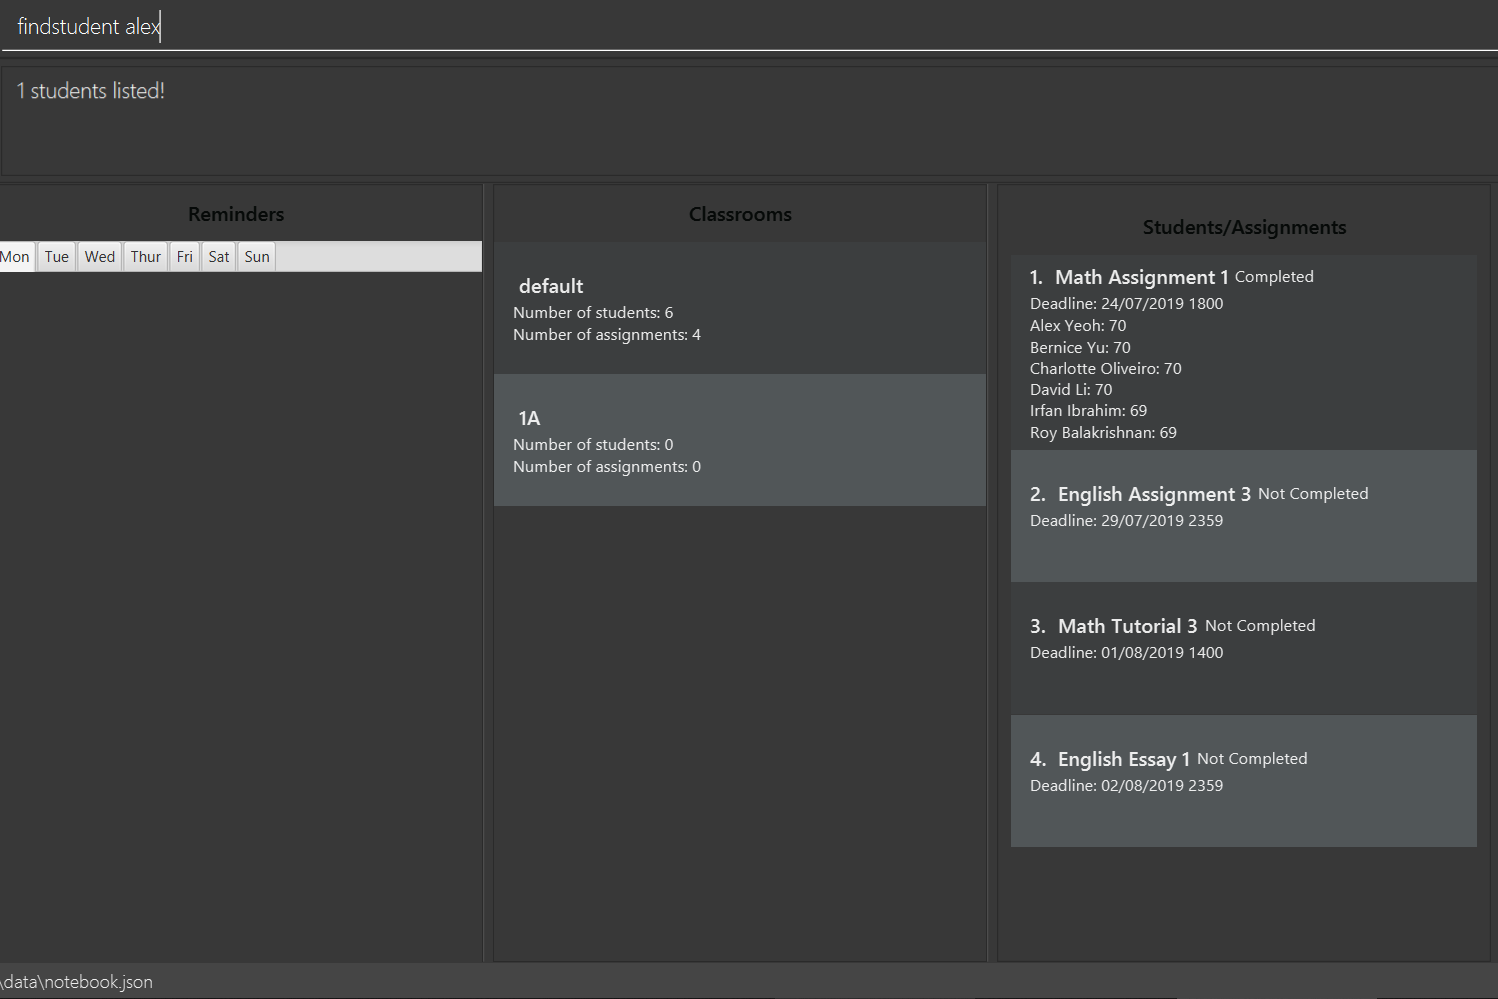 findstudent alex
1 students listed!
Reminders
Mon Tue Wed Thur Fri Sat Sun
Classrooms
default
Number of students: 6
Number of assignments: 4
1A
Number of students: 0
Number of assignments: 0
Students/Assignments
1. Math Assignment 1 Completed
Deadline: 24/07/2019 1800
Alex Yeoh: 70
Bernice Yu: 70
Charlotte Oliveiro: 70
David Li: 70
Irfan Ibrahim: 69
Roy Balakrishnan: 69
2. English Assignment 3 Not Completed
Deadline: 29/07/2019 2359
3. Math Tutorial 3 Not Completed
Deadline: 01/08/2019 1400
4. English Essay 1 Not Completed
Deadline: 02/08/2019 2359
\data\notebook.json